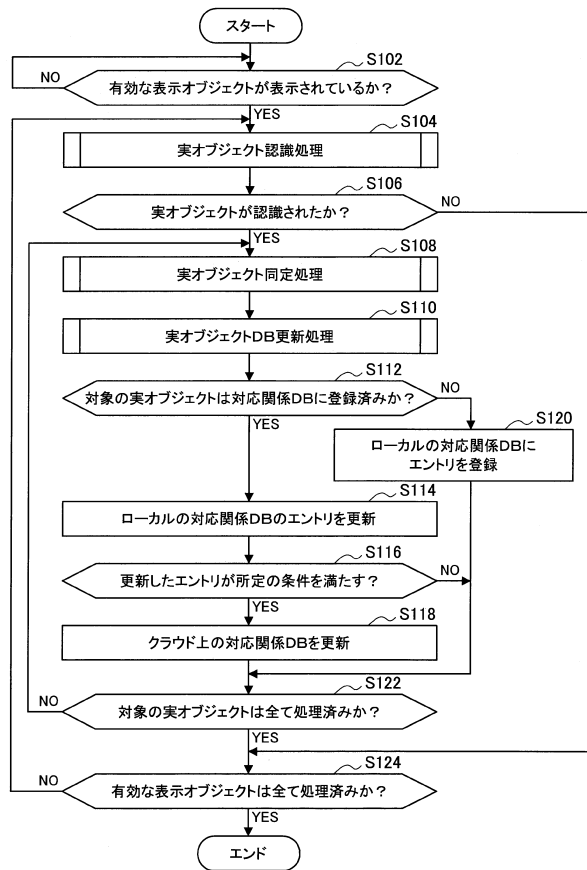 スタート
S102
有効な表示オブジェクトが表示されているか？
NO
YES
S104
実オブジェクト認識処理
S106
実オブジェクトが認識されたか？
NO
YES
S108
実オブジェクト同定処理
S110
実オブジェクトDB更新処理
S112
対象の実オブジェクトは対応関係DBに登録済みか？
NO
YES
S120
ローカルの対応関係DBに
エントリを登録
S114
ローカルの対応関係DBのエントリを更新
S116
更新したエントリが所定の条件を満たす？
NO
YES
S118
クラウド上の対応関係DBを更新
S122
対象の実オブジェクトは全て処理済みか？
NO
YES
S124
有効な表示オブジェクトは全て処理済みか？
NO
YES
エンド